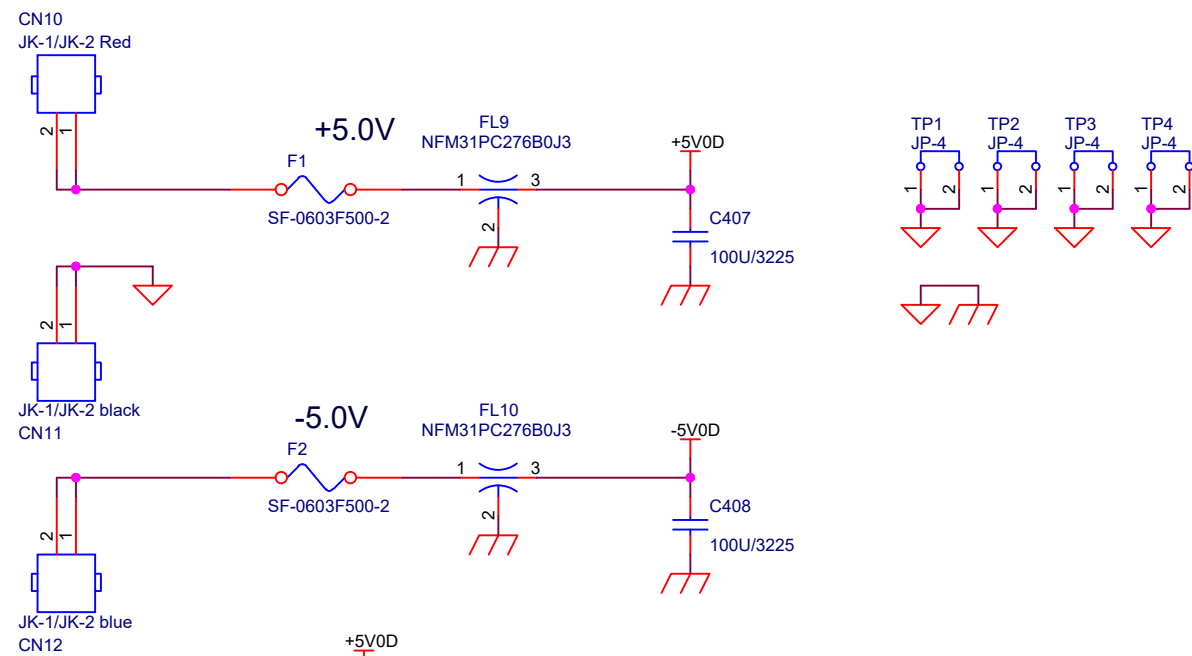 CN10
JK-1/JK-2 Red
2
1
+5.0V
F1
SF-0603F500-2
FL9
NFM31PC276B0J3
1
3
2
+5V0D
C407
100U/3225
TP1
JP-4
1
2
TP2
JP-4
1
2
TP3
JP-4
1
2
TP4
JP-4
1
2
2
1
JK-1/JK-2 black
CN11
-5.0V
F2
SF-0603F500-2
FL10
NFM31PC276B0J3
1
3
2
-5V0D
C408
100U/3225
2
1
JK-1/JK-2 blue
CN12
+5V0D